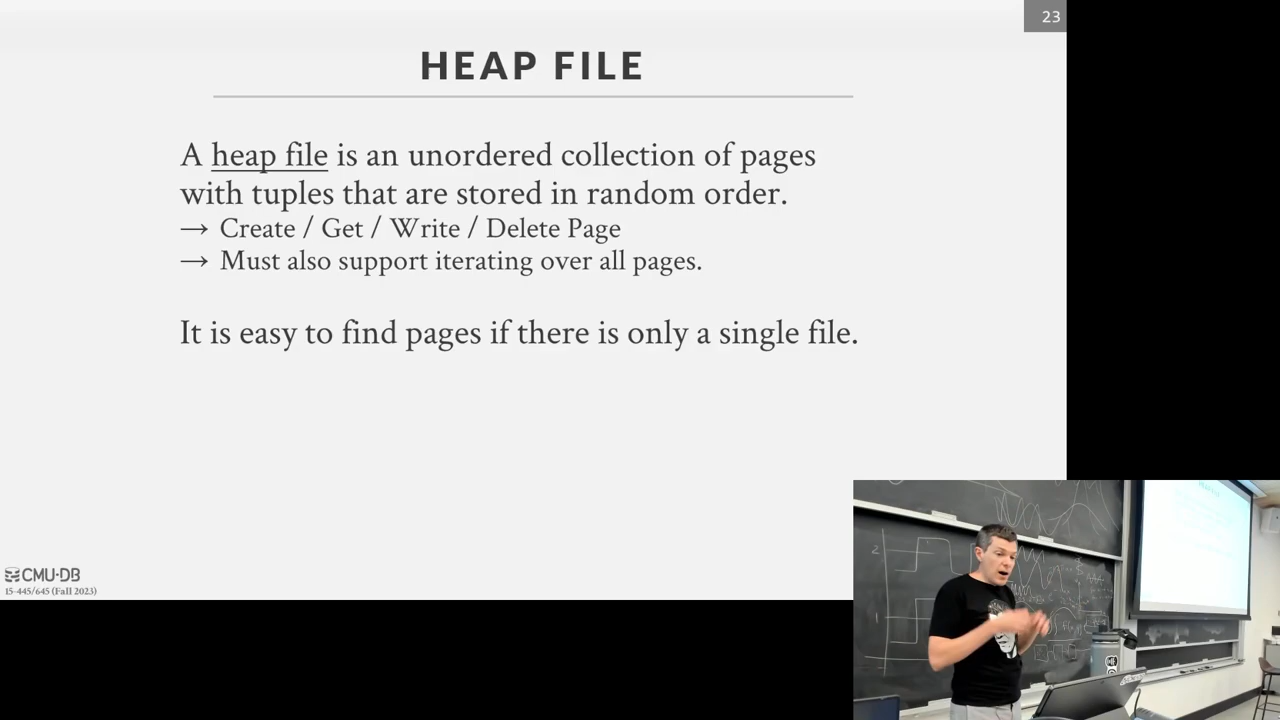 23
HEAP FILE
A heap file is an unordered collection of pages
with tuples that are stored in random order.
→ Create / Get / Write / Delete Page
→ Must also support iterating over all pages.
It is easy to find pages if there is only a single file.
CMU·DB
15-445/645 (Fall 2023)
2
1